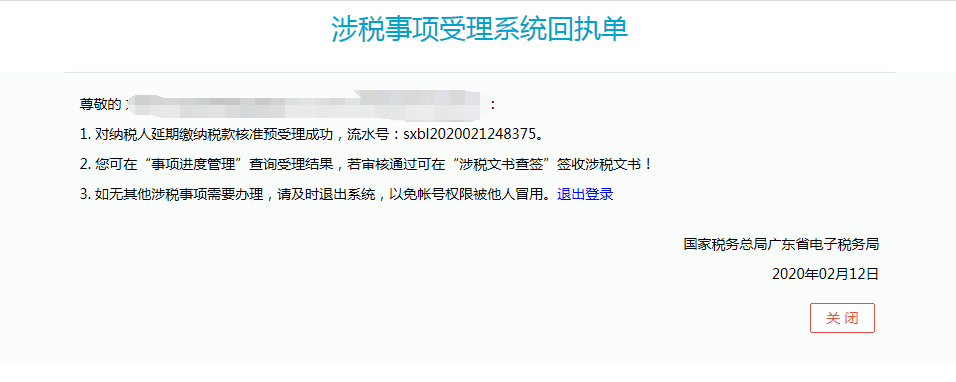 涉税事项受理系统回执单
尊敬的：
1. 对纳税人延期缴纳税款核准预受理成功，流水号：sxbl2020021248375。
2. 您可在“事项进度管理”查询受理结果，若审核通过可在“涉税文书查签”签收涉税文书！
3. 如无其他涉税事项需要办理，请及时退出系统，以免帐号权限被他人冒用。退出登录
国家税务总局广东省电子税务局
2020年02月12日
关 闭